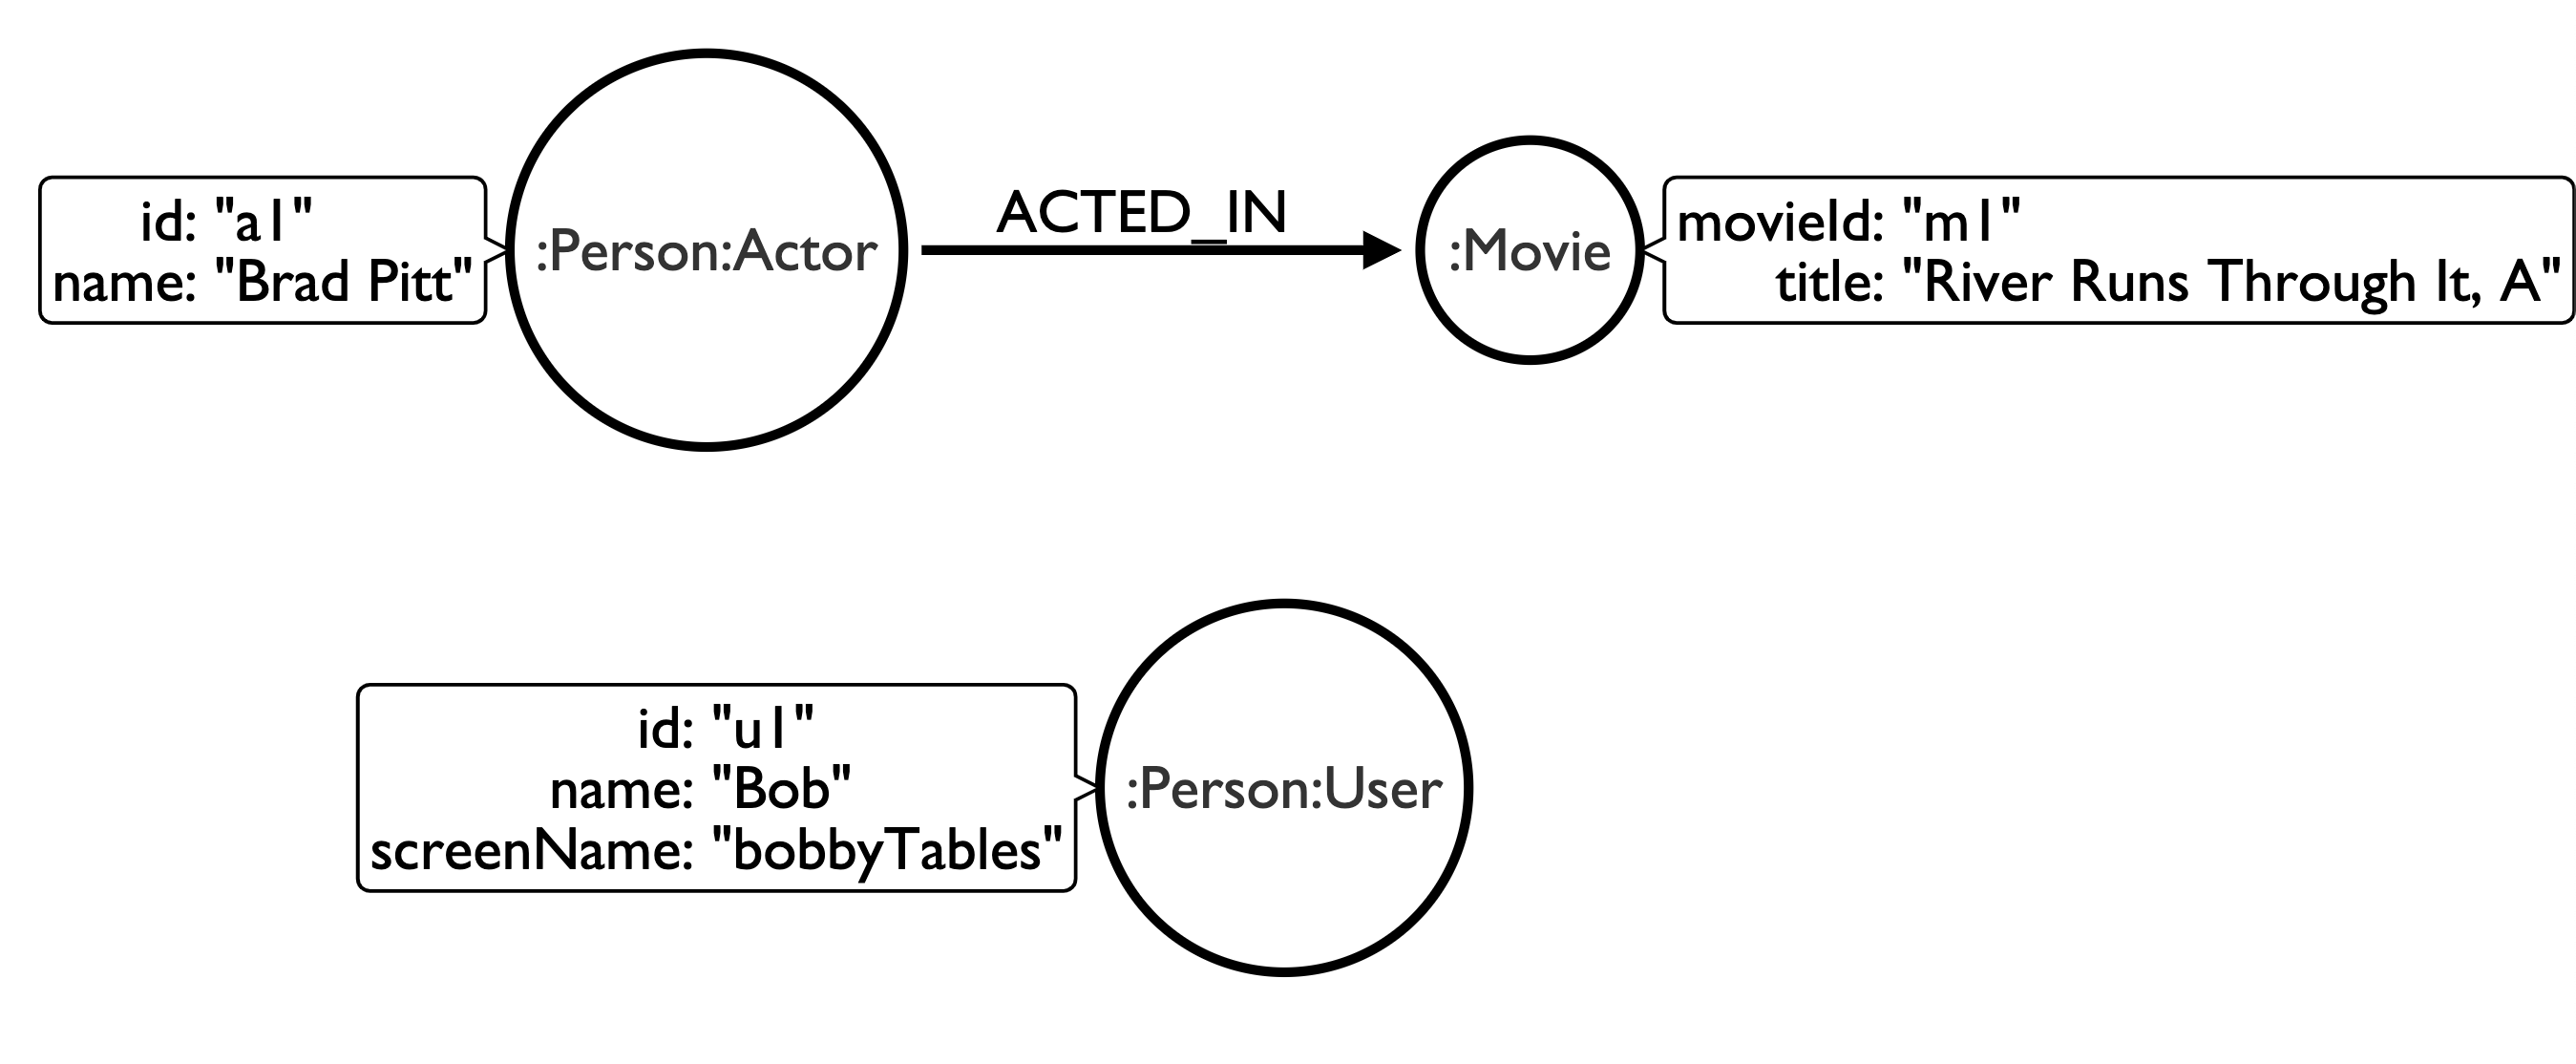 id: "a1"
name: "Brad Pitt"
:Person:Actor
ACTED_IN
:Movie
movieId: "m1"
title: "River Runs Through It, A"
id: "u1"
name: "Bob"
screenName: "bobbyTables"
:Person:User